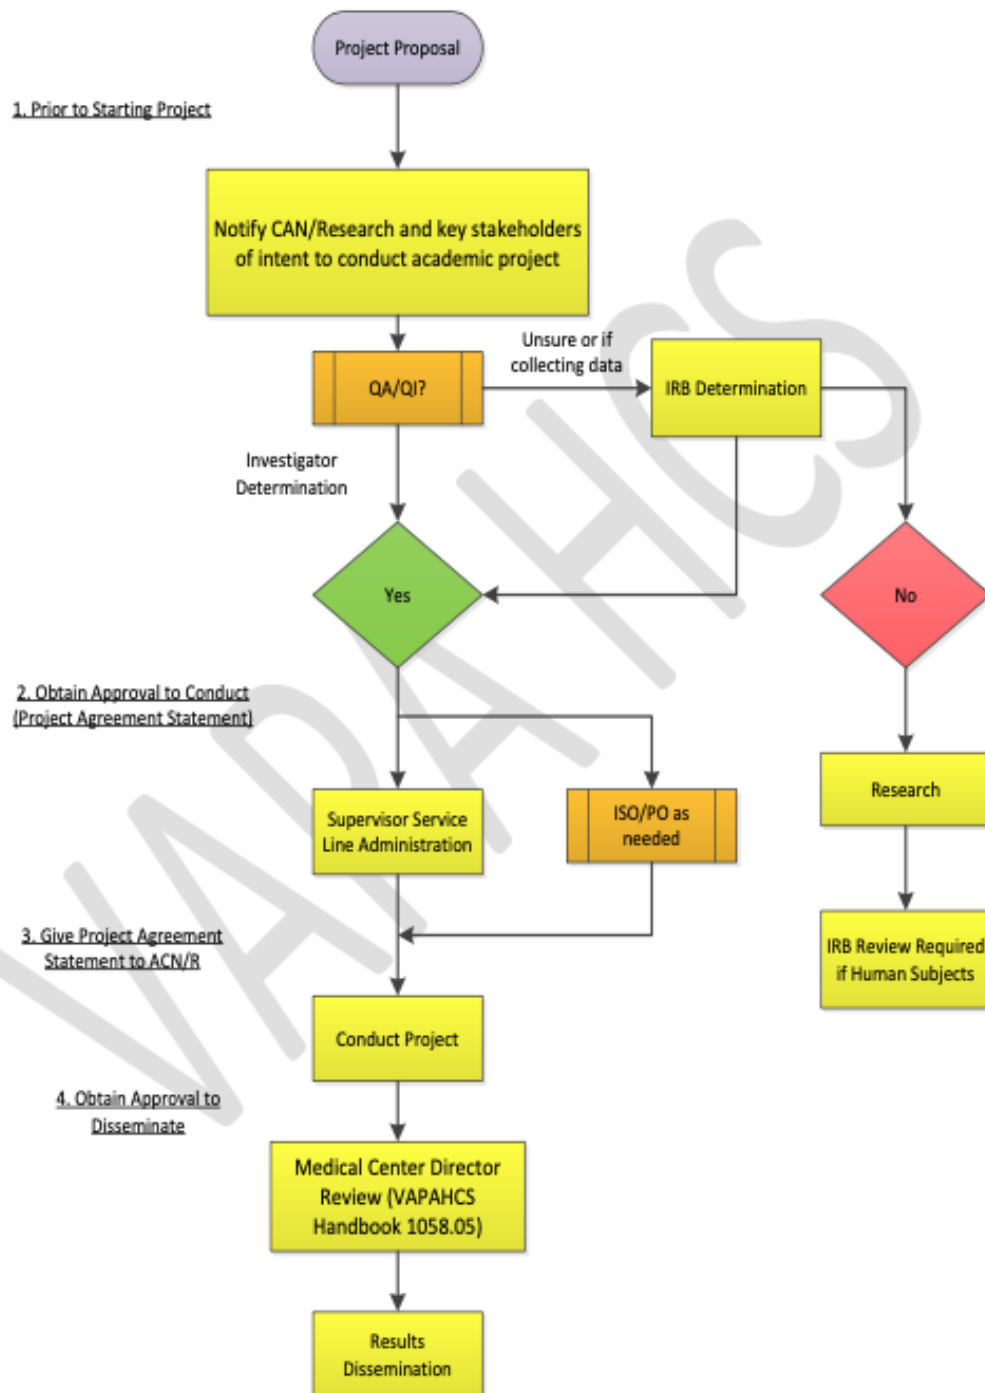 Project Proposal
1. Prior to Starting Project
Notify CAN/Research and key stakeholders
of intent to conduct academic project
Unsure or if
collecting data
QA/QI?
IRB Determination
Investigator
Determination
Yes
No
2. Obtain Approval to Conduct
(Project Agreement Statement)
Supervisor Service
Line Administration
ISO/PO as
needed
Research
3. Give Project Agreement
Statement to ACN/R
IRB Review Required
if Human Subjects
Conduct Project
4. Obtain Approval to
Disseminate
Medical Center Director
Review (VAPAHCS
Handbook 1058.05)
Results
Dissemination
VAPA HCS